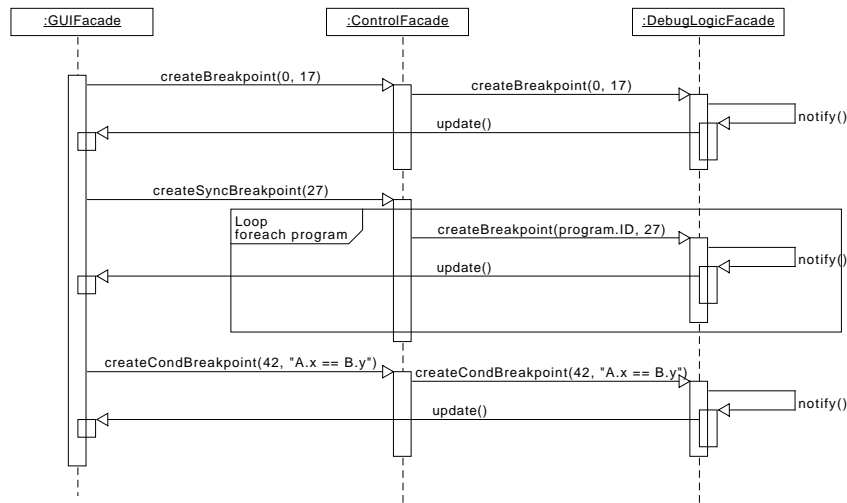 :GUIFacade
:ControlFacade
:DebugLogicFacade
createBreakpoint(0, 17)
createBreakpoint(0, 17)
notify()
update()
createSyncBreakpoint(27)
Loop
foreach program
createBreakpoint(program.ID, 27)
notify()
update()
createCondBreakpoint(42, "A.x == B.y")
createCondBreakpoint(42, "A.x == B.y")
notify()
update()